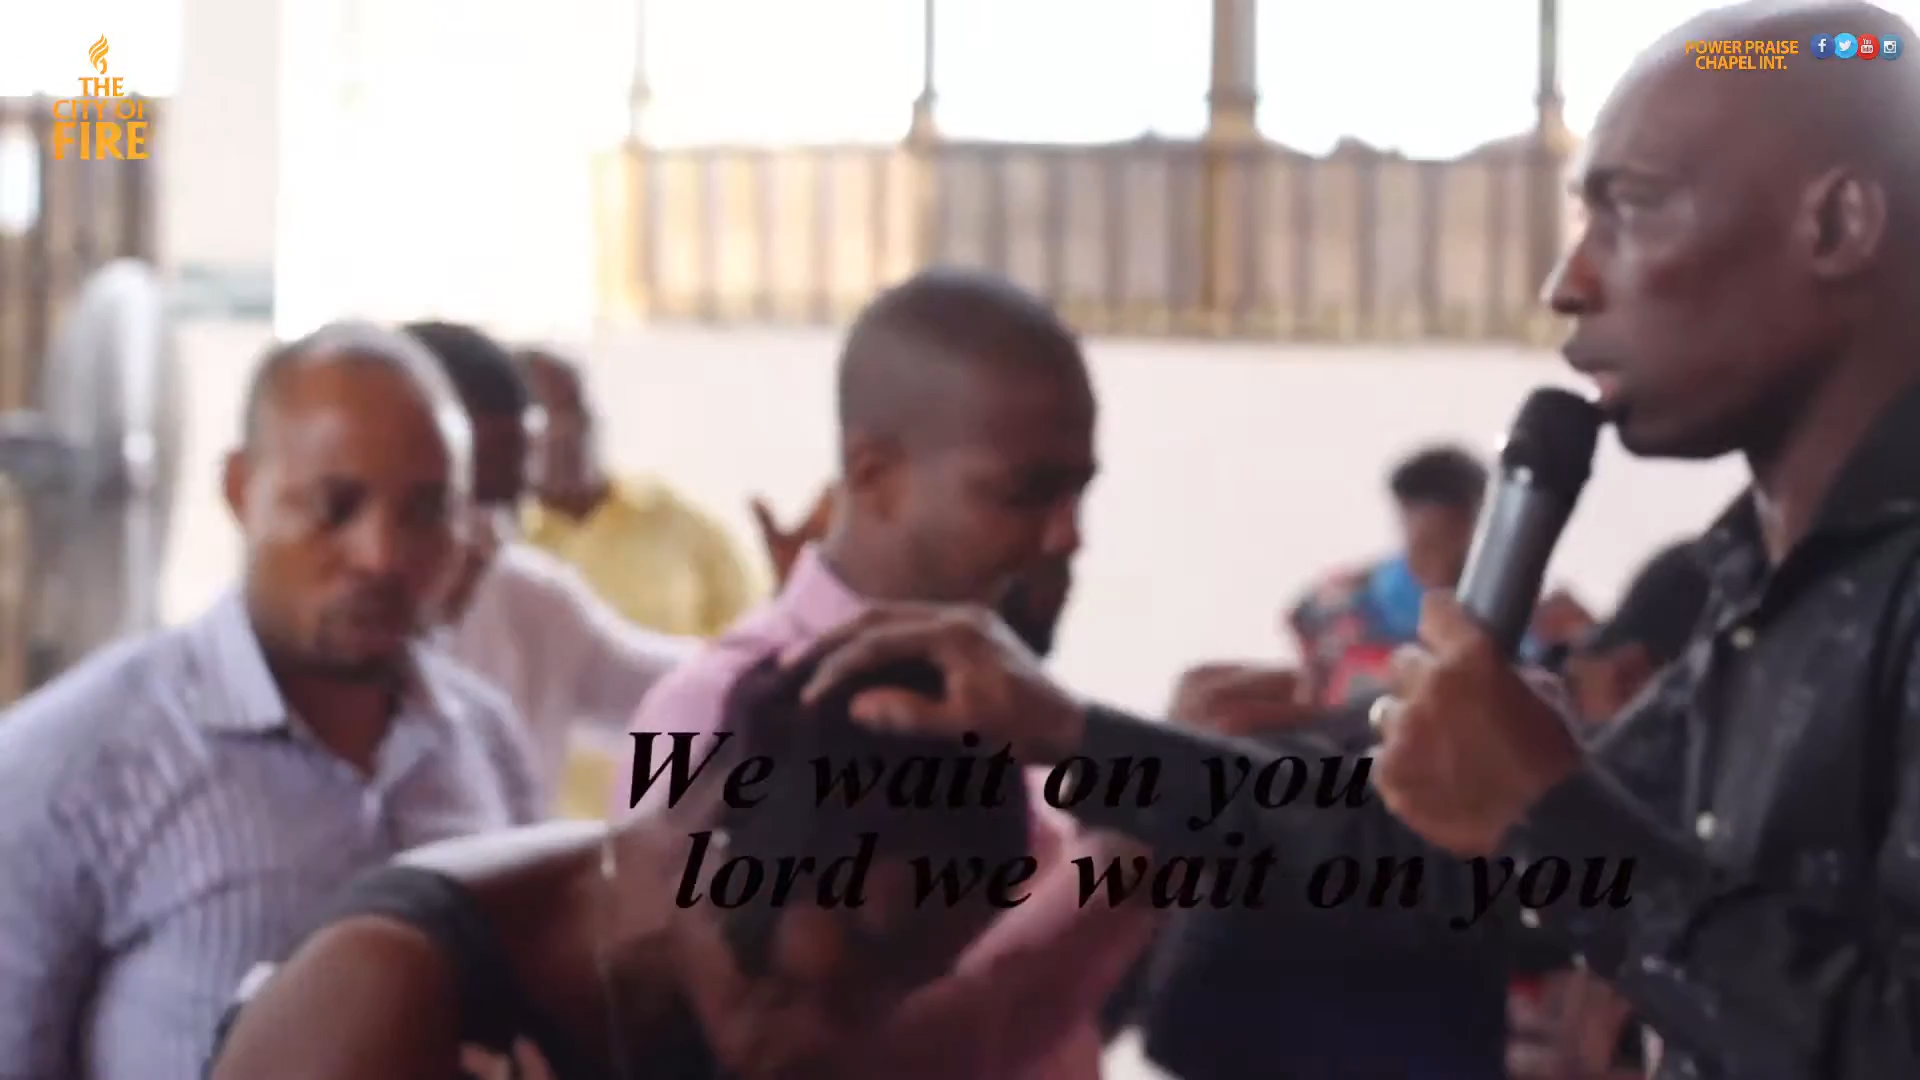 THE
CITY OF
FIRE
POWER PRAISE
CHAPEL INT.
We wait on you
lord we wait on you